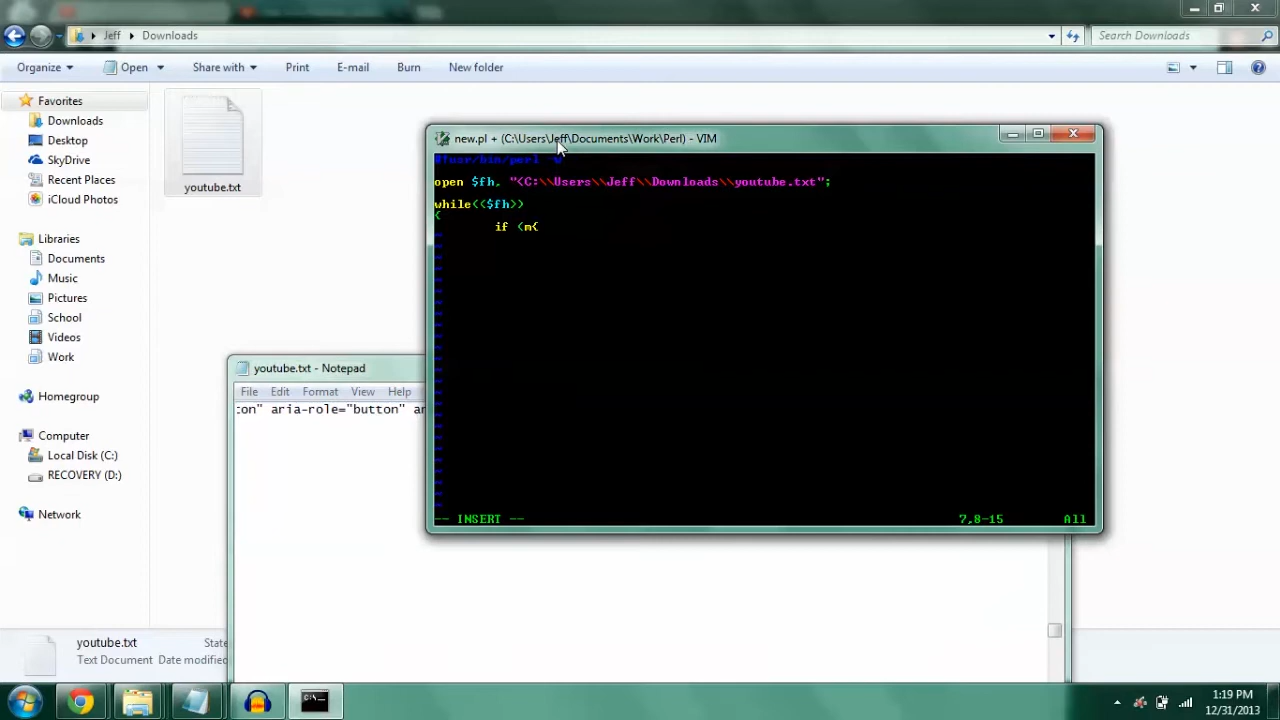 Jeff
Downloads
Search Downloads
Organize
Open
Share with
Print
E-mail
Burn
New folder
Favorites
Downloads
Desktop
SkyDrive
Recent Places
iCloud Photos
Libraries
Documents
Music
Pictures
School
Videos
Work
Homegroup
Computer
Local Disk (C:)
RECOVERY (D:)
Network
youtube.txt
new.pl + (C:\Users\Jeff\Documents\Work\Perl) - VIM
#!usr/bin/perl -w
open $fh, "<C:\\Users\\Jeff\\Downloads\\youtube.txt";
while(<$fh>)
{
if (m{
-- INSERT --
7,8-15
All
youtube.txt - Notepad
File
Edit
Format
View
Help
aria-role="button"
youtube.txt
Text Document
Date modified
1:19 PM
12/31/2013